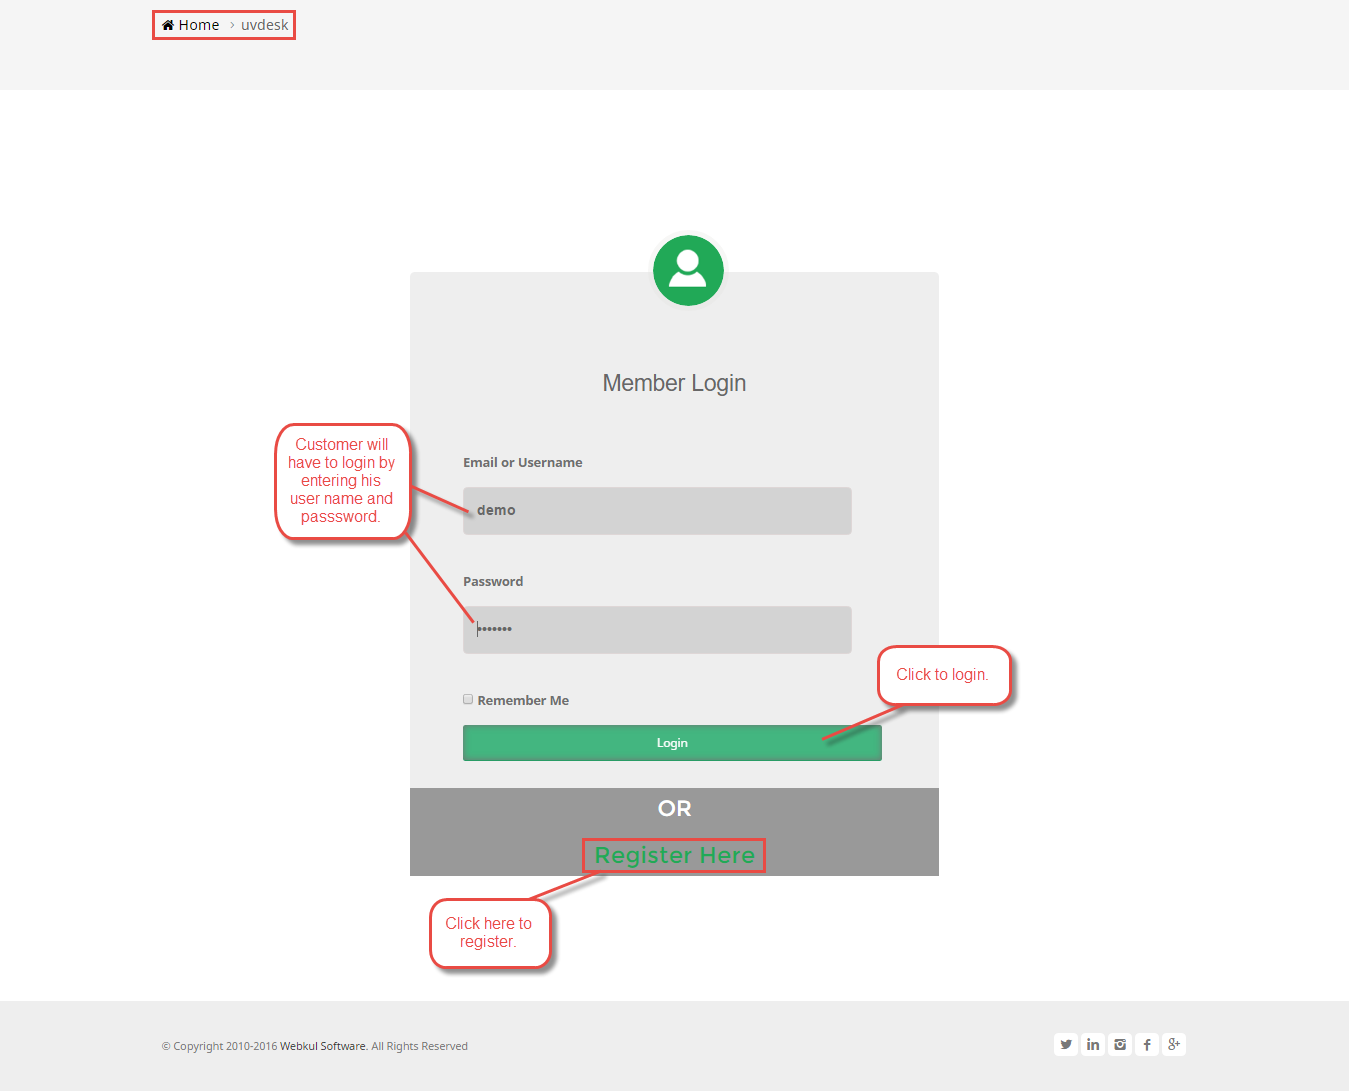 Home > uvdesk
Member Login
Customer will
have to login by
entering his
user name and
passsword.
Email or Username
demo
Password
•••••••
Click to login.
Remember Me
Login
OR
Register Here
Click here to
register.
© Copyright 2010-2016 Webkul Software. All Rights Reserved